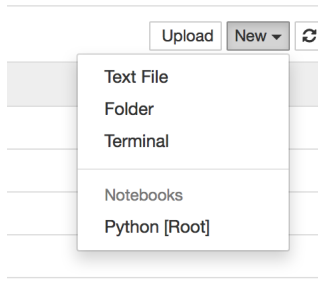 Upload New
Text File
Folder
Terminal
Notebooks
Python [Root]